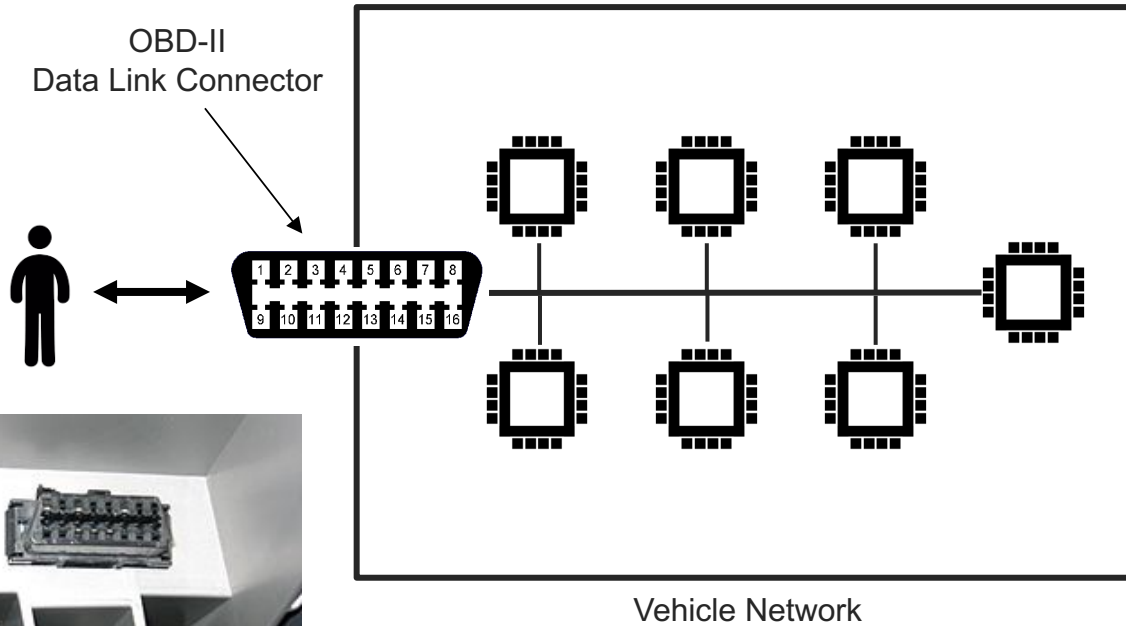 OBD-II
Data Link Connector
1 2 3 4 5 6 7 8
9 10 11 12 13 14 15 16
Vehicle Network